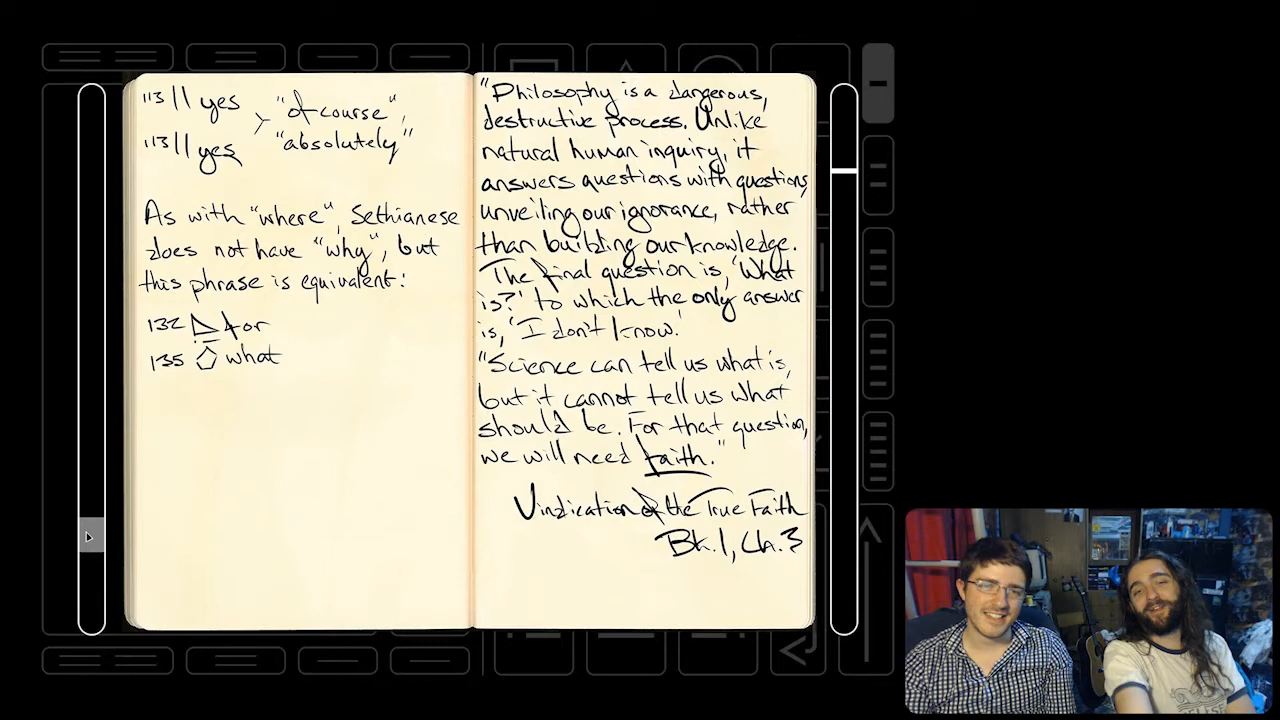 113 || yes
"of course",
113 || yes
"absolutely"
As with "where", Sethianese
does not have "why", but
this phrase is equivalent:
132 for
135 what
"Philosophy is a dangerous,
destructive process. Unlike
natural human inquiry, it
answers questions with questions,
unveiling our ignorance, rather
than building our knowledge.
The final question is, 'What
is?' to which the only answer
is, 'I don't know.'
"Science can tell us what is,
but it cannot tell us what
should be. For that question,
we will need faith."
Vindication of the True Faith
Bk. 1, Ch. 3